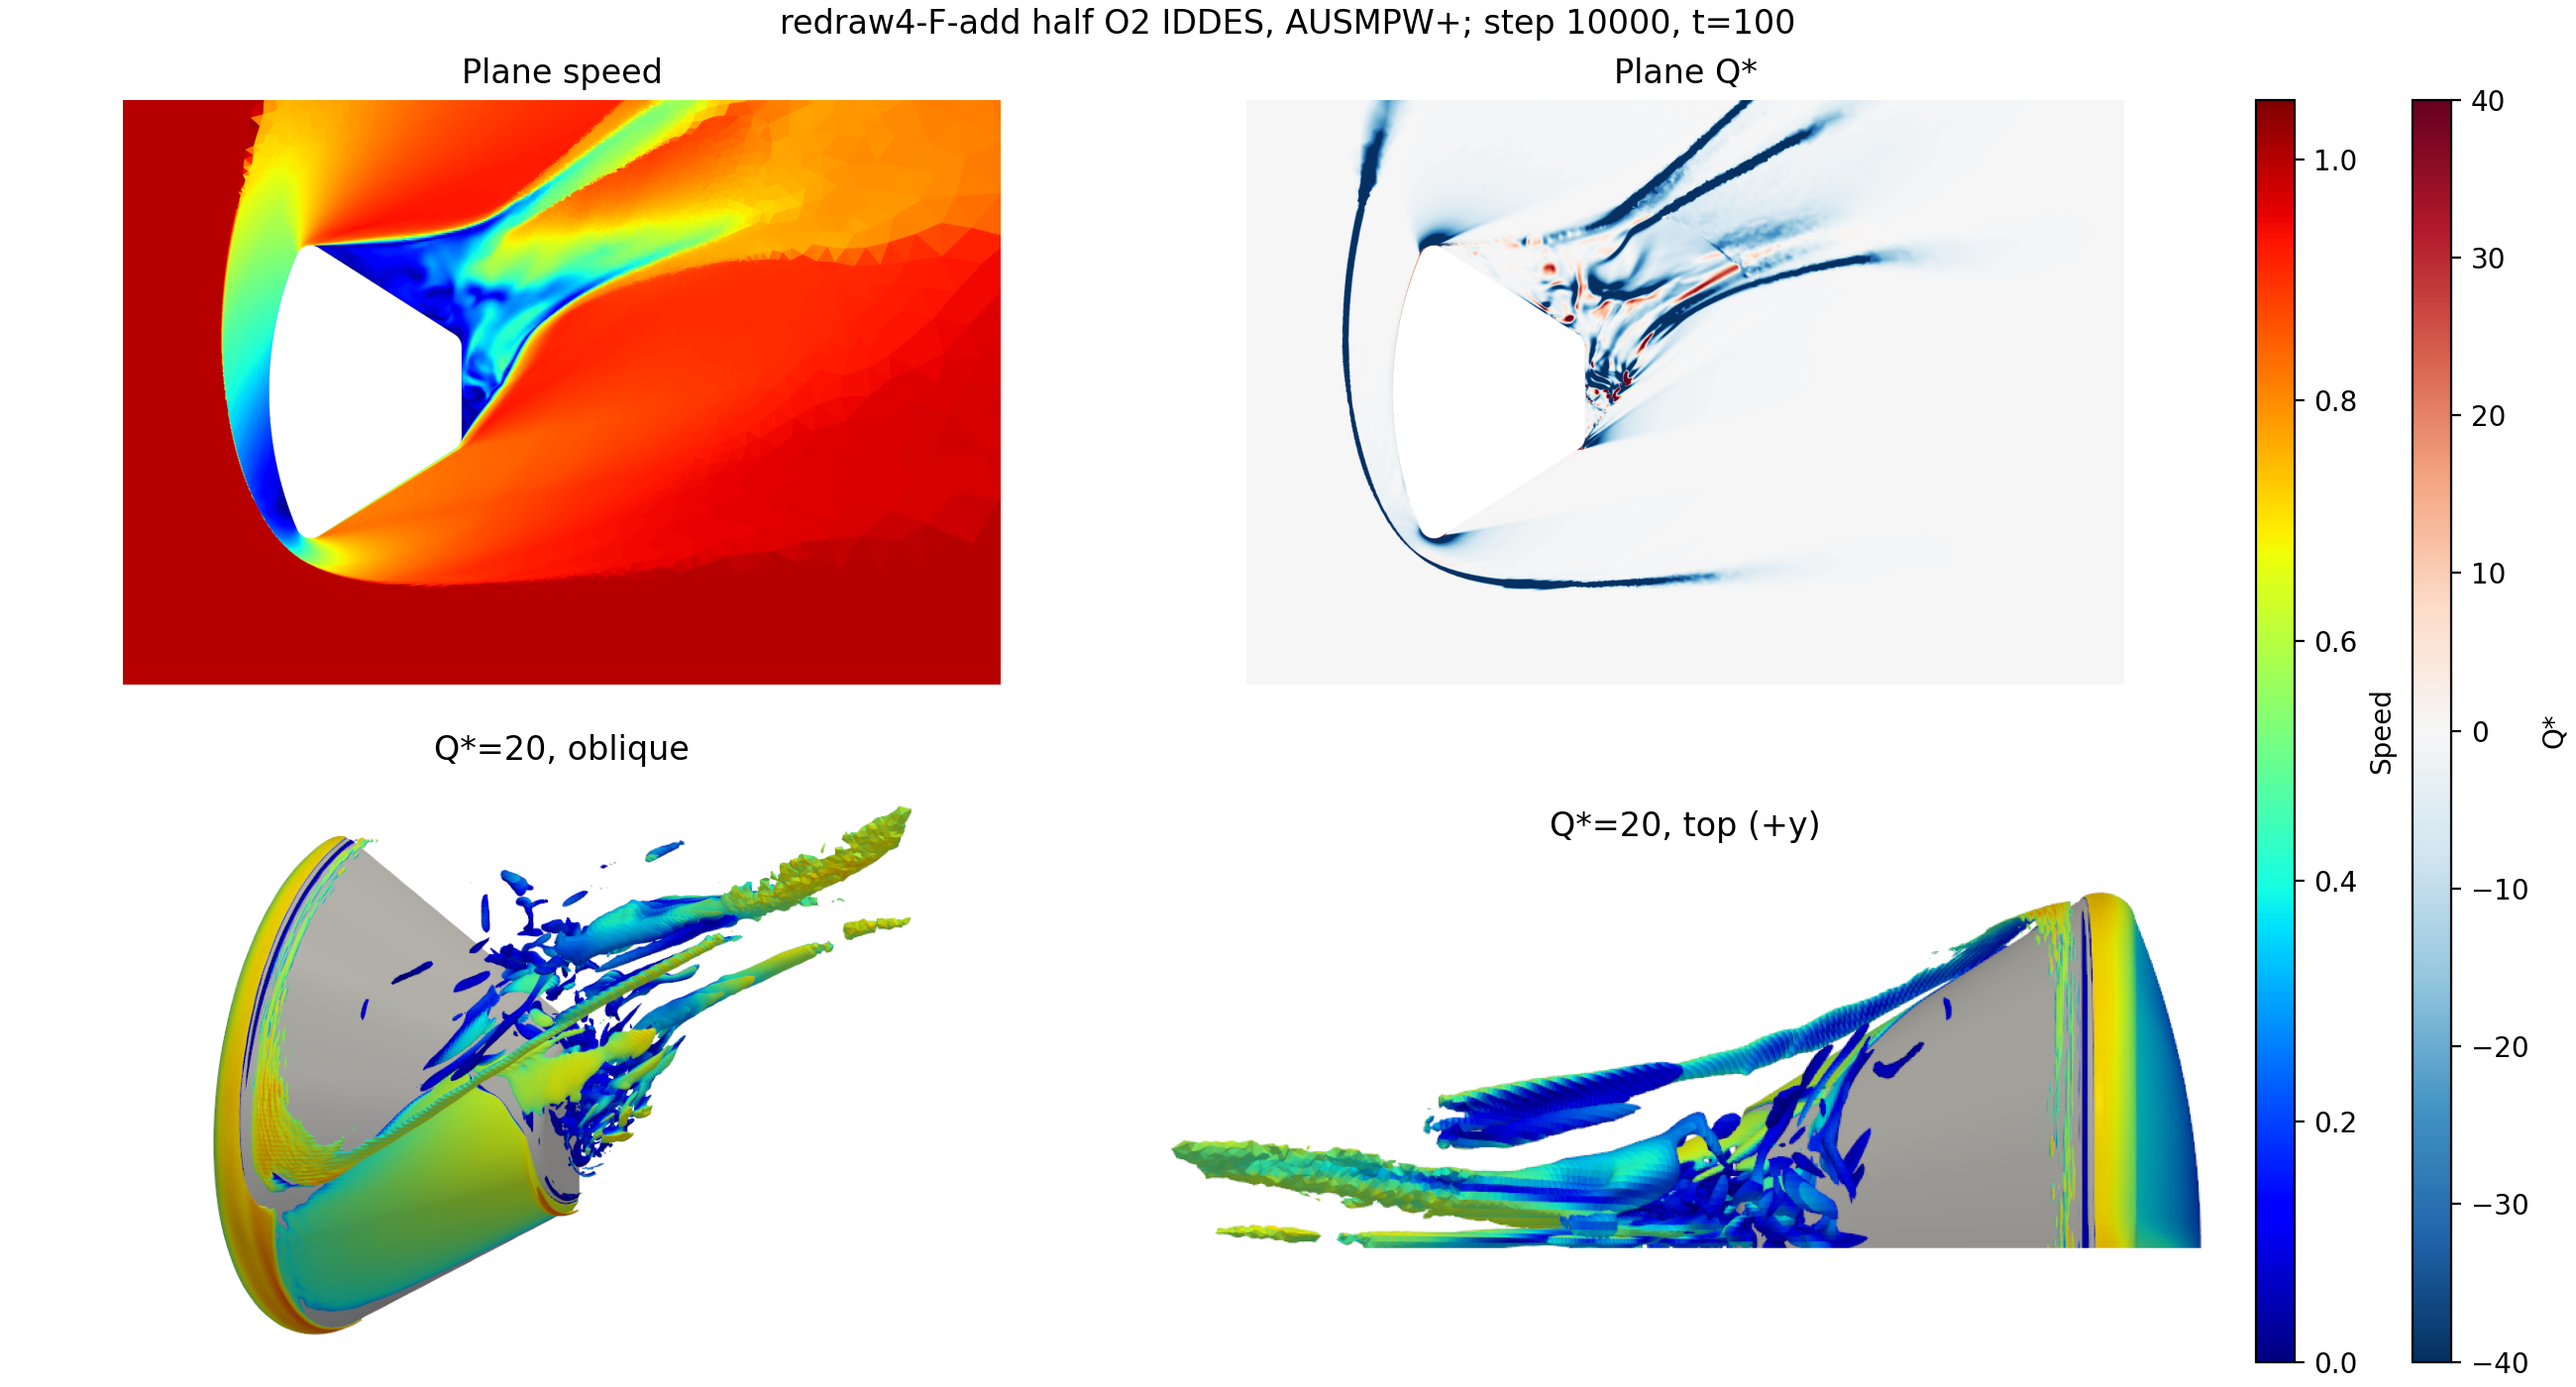 redraw4-F-add half O2 IDDES, AUSMPW+; step 10000, t=100
Plane speed
Plane Q*
Q*=20, oblique
Q*=20, top (+y)
1.0
0.8
0.6
0.4
0.2
0.0
Speed
40
30
20
10
0
−10
−20
−30
−40
Q*